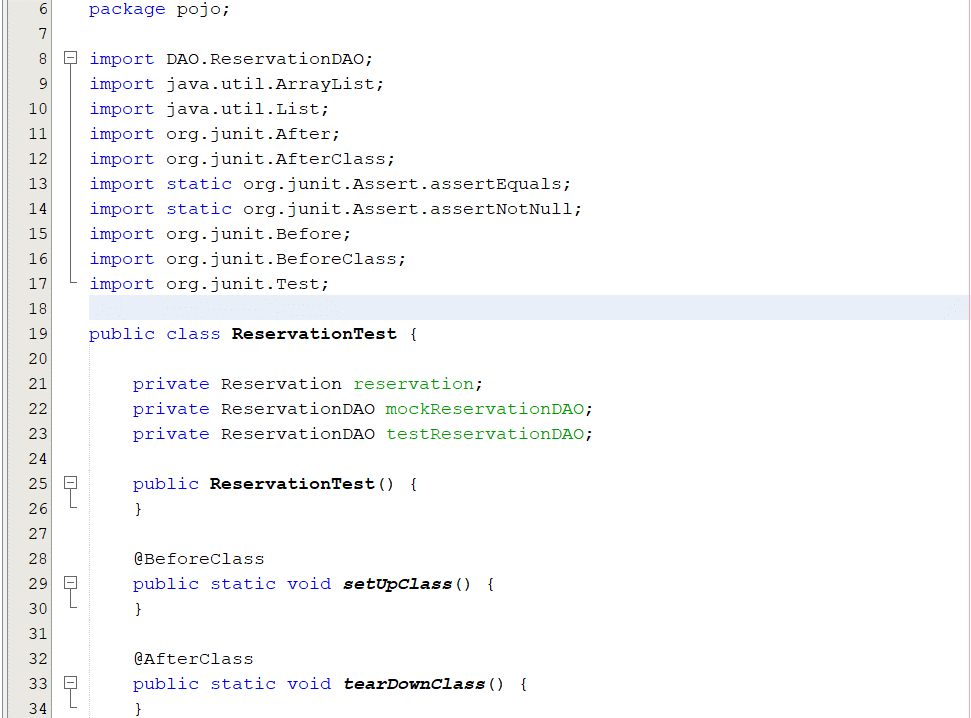 6 package pojo;
7
8 import DAO.ReservationDAO;
9 import java.util.ArrayList;
10 import java.util.List;
11 import org.junit.After;
12 import org.junit.AfterClass;
13 import static org.junit.Assert.assertEquals;
14 import static org.junit.Assert.assertNotNull;
15 import org.junit.Before;
16 import org.junit.BeforeClass;
17 import org.junit.Test;
18
19 public class ReservationTest {
20
21     private Reservation reservation;
22     private ReservationDAO mockReservationDAO;
23     private ReservationDAO testReservationDAO;
24
25     public ReservationTest() {
26     }
27
28     @BeforeClass
29     public static void setUpClass() {
30     }
31
32     @AfterClass
33     public static void tearDownClass() {
34     }